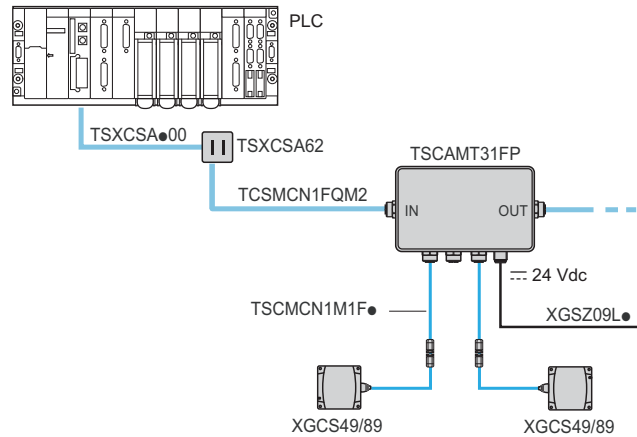 PLC
TSXCSA●00
TSXCSA62
TSCAMT31FP
TCSMCN1FQM2
IN
OUT
24 Vdc
TSCMCN1M1F●
XGSZ09L●
XGCS49/89
XGCS49/89